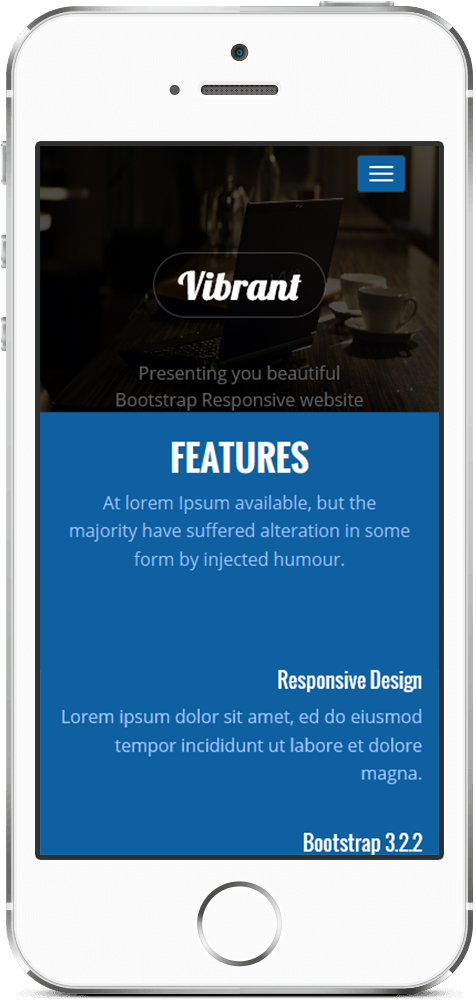 Vibrant
Presenting you beautiful
Bootstrap Responsive website
FEATURES
At lorem Ipsum available, but the
majority have suffered alteration in some
form by injected humour.
Responsive Design
Lorem ipsum dolor sit amet, ed do eiusmod
tempor incididunt ut labore et dolore
magna.
Bootstrap 3.2.2